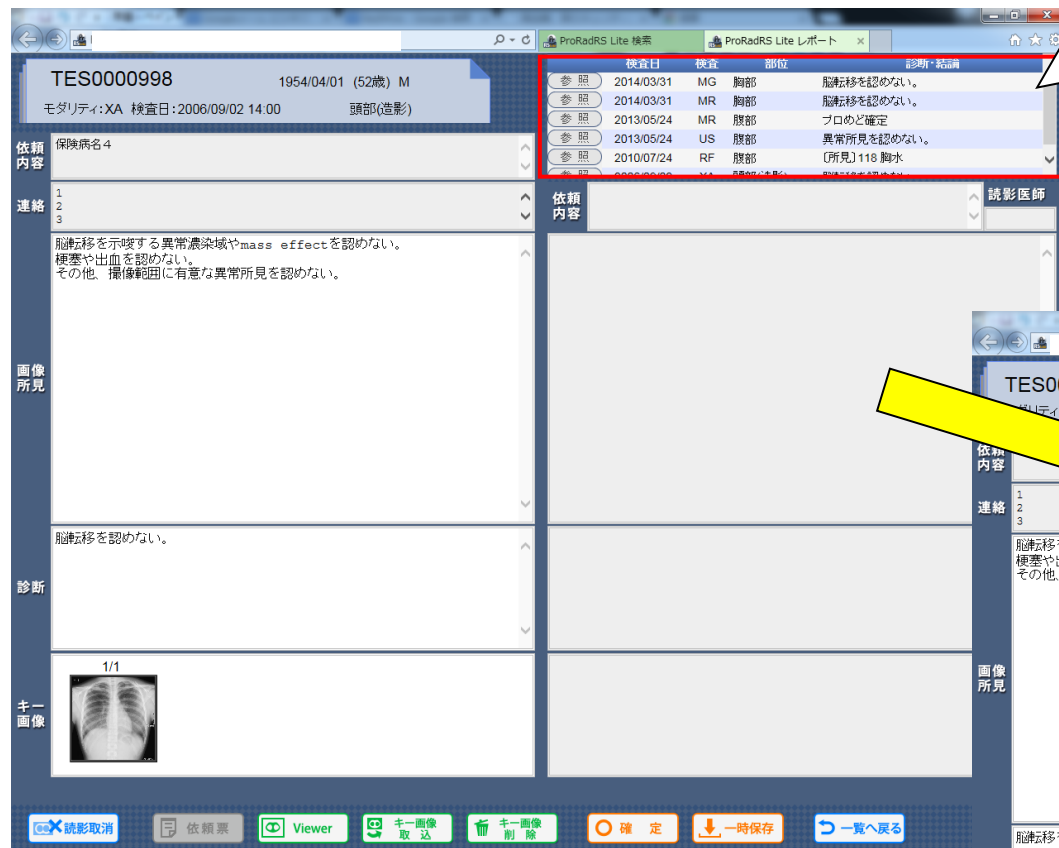 ProRadRS Lite 検索
ProRadRS Lite レポート
TES0000998 1954/04/01 (52歳) M
モダリティ:XA 検査日:2006/09/02 14:00 頭部(造影)
検査日 検査 部位 診断・結論
参 照 2014/03/31 MG 胸部 脳転移を認めない。
参 照 2014/03/31 MR 胸部 脳転移を認めない。
参 照 2013/05/24 MR 腹部 プロめど確定
参 照 2013/05/24 US 腹部 異常所見を認めない。
参 照 2010/07/24 RF 腹部 〔所見〕118 胸水
依頼内容
保険病名4
連絡
1
2
3
依頼内容
読影医師
画像所見
脳転移を示唆する異常濃染域やmass effectを認めない。
梗塞や出血を認めない。
その他、撮像範囲に有意な異常所見を認めない。
診断
脳転移を認めない。
キー画像
1/1
TES0
依頼内容
連絡
1
2
3
脳転移
梗塞や
その他、
画像所見
脳転移
読影取消
依頼票
Viewer
キー画像取込
キー画像削除
確 定
一時保存
一覧へ戻る